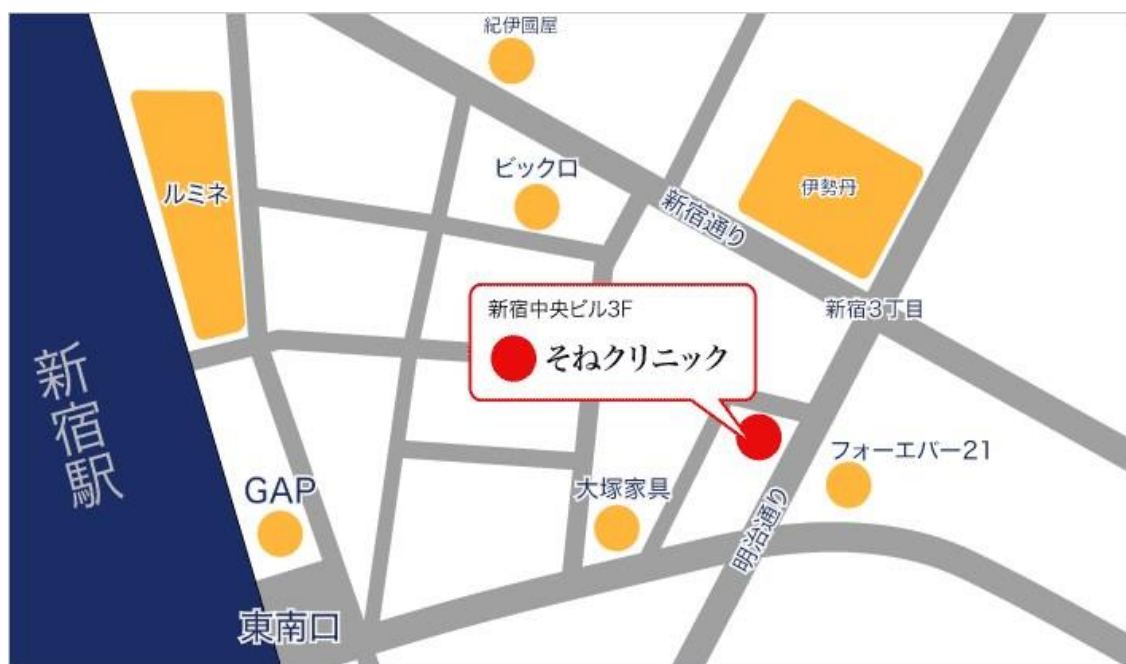 紀伊國屋
ビックロ
ルミネ
伊勢丹
新宿通り
新宿中央ビル3F
そねクリニック
新宿3丁目
新宿駅
フォーエバー21
GAP
大塚家具
明治通り
東南口